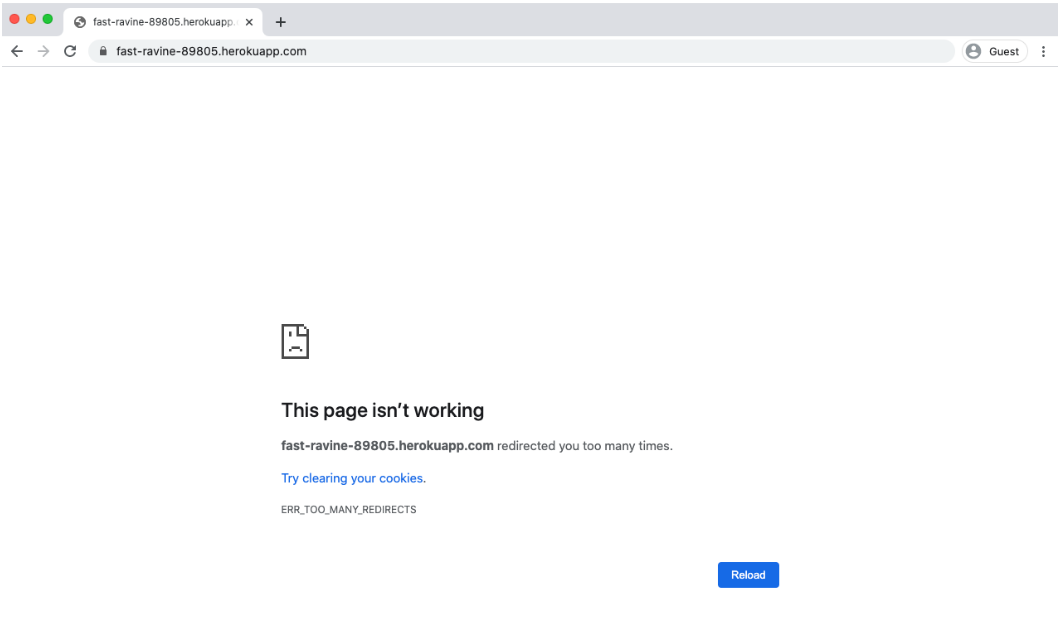 fast-ravine-89805.herokuapp.
fast-ravine-89805.herokuapp.com
Guest
This page isn't working
fast-ravine-89805.herokuapp.com redirected you too many times.
Try clearing your cookies.
ERR_TOO_MANY_REDIRECTS
Reload